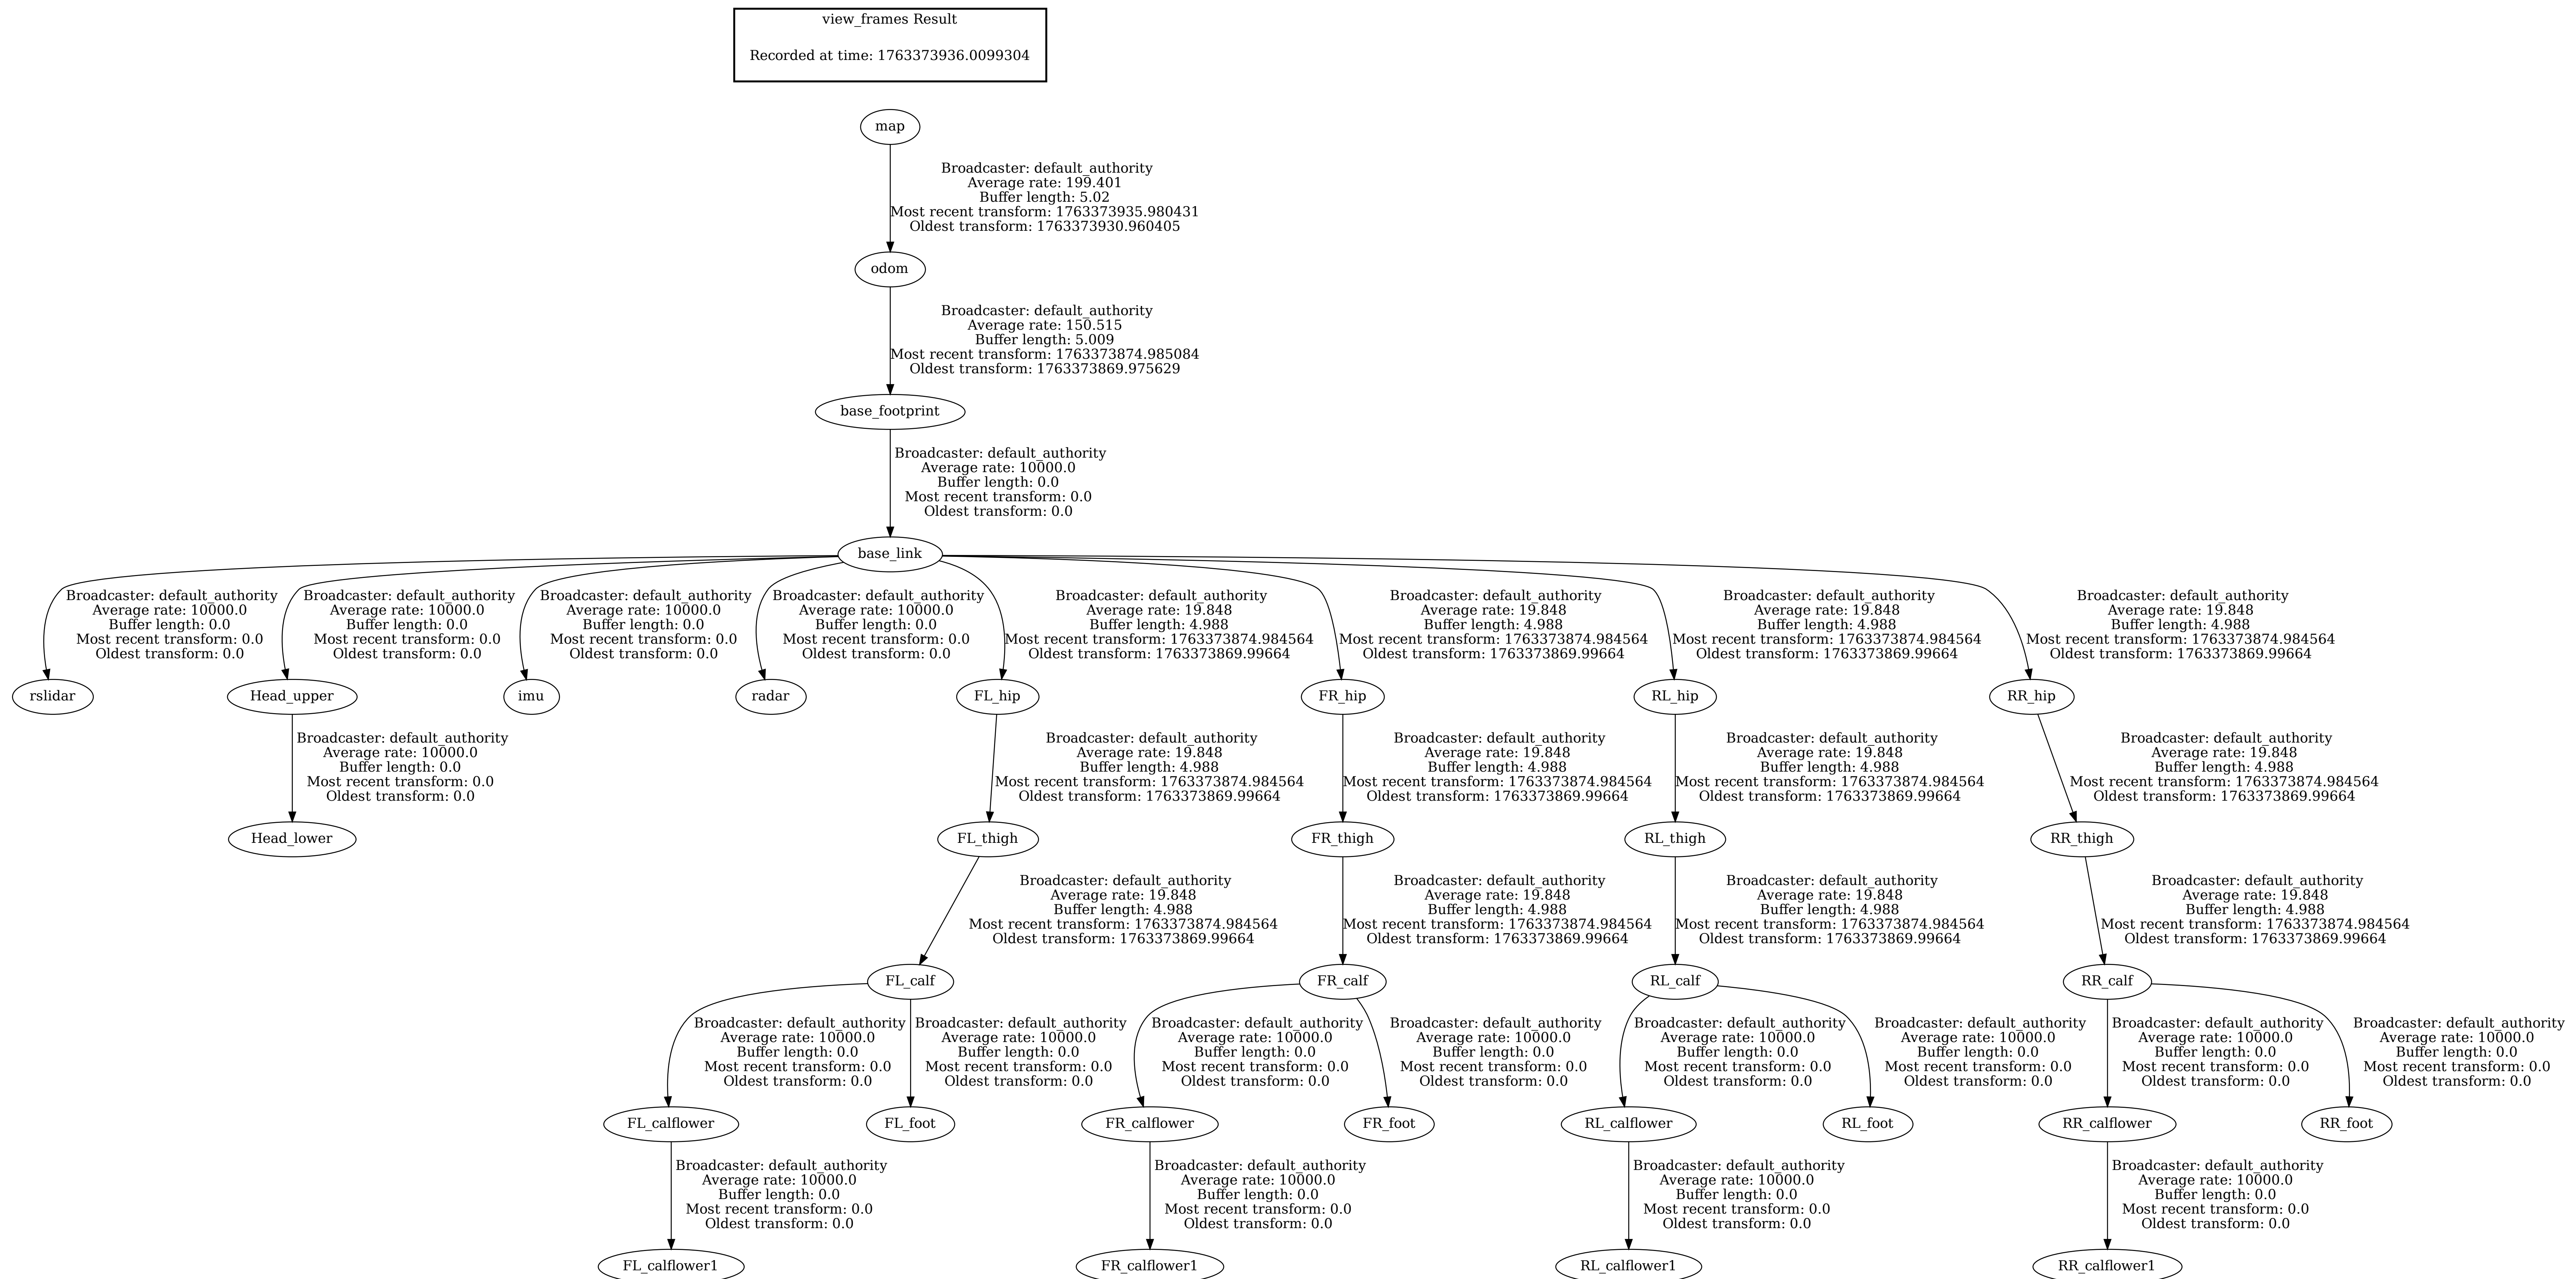 view_frames Result
Recorded at time: 1763373936.0099304
map
Broadcaster: default_authority
Average rate: 199.401
Buffer length: 5.02
Most recent transform: 1763373935.980431
Oldest transform: 1763373930.960405
odom
Broadcaster: default_authority
Average rate: 150.515
Buffer length: 5.009
Most recent transform: 1763373874.985084
Oldest transform: 1763373869.975629
base_footprint
Broadcaster: default_authority
Average rate: 10000.0
Buffer length: 0.0
Most recent transform: 0.0
Oldest transform: 0.0
base_link
Broadcaster: default_authority
Average rate: 10000.0
Buffer length: 0.0
Most recent transform: 0.0
Oldest transform: 0.0
Broadcaster: default_authority
Average rate: 10000.0
Buffer length: 0.0
Most recent transform: 0.0
Oldest transform: 0.0
Broadcaster: default_authority
Average rate: 10000.0
Buffer length: 0.0
Most recent transform: 0.0
Oldest transform: 0.0
Broadcaster: default_authority
Average rate: 10000.0
Buffer length: 0.0
Most recent transform: 0.0
Oldest transform: 0.0
Broadcaster: default_authority
Average rate: 19.848
Buffer length: 4.988
Most recent transform: 1763373874.984564
Oldest transform: 1763373869.99664
Broadcaster: default_authority
Average rate: 19.848
Buffer length: 4.988
Most recent transform: 1763373874.984564
Oldest transform: 1763373869.99664
Broadcaster: default_authority
Average rate: 19.848
Buffer length: 4.988
Most recent transform: 1763373874.984564
Oldest transform: 1763373869.99664
Broadcaster: default_authority
Average rate: 19.848
Buffer length: 4.988
Most recent transform: 1763373874.984564
Oldest transform: 1763373869.99664
rslidar
Head_upper
imu
radar
FL_hip
FR_hip
RL_hip
RR_hip
Broadcaster: default_authority
Average rate: 10000.0
Buffer length: 0.0
Most recent transform: 0.0
Oldest transform: 0.0
Broadcaster: default_authority
Average rate: 19.848
Buffer length: 4.988
Most recent transform: 1763373874.984564
Oldest transform: 1763373869.99664
Broadcaster: default_authority
Average rate: 19.848
Buffer length: 4.988
Most recent transform: 1763373874.984564
Oldest transform: 1763373869.99664
Broadcaster: default_authority
Average rate: 19.848
Buffer length: 4.988
Most recent transform: 1763373874.984564
Oldest transform: 1763373869.99664
Broadcaster: default_authority
Average rate: 19.848
Buffer length: 4.988
Most recent transform: 1763373874.984564
Oldest transform: 1763373869.99664
Head_lower
FL_thigh
FR_thigh
RL_thigh
RR_thigh
Broadcaster: default_authority
Average rate: 19.848
Buffer length: 4.988
Most recent transform: 1763373874.984564
Oldest transform: 1763373869.99664
Broadcaster: default_authority
Average rate: 19.848
Buffer length: 4.988
Most recent transform: 1763373874.984564
Oldest transform: 1763373869.99664
Broadcaster: default_authority
Average rate: 19.848
Buffer length: 4.988
Most recent transform: 1763373874.984564
Oldest transform: 1763373869.99664
Broadcaster: default_authority
Average rate: 19.848
Buffer length: 4.988
Most recent transform: 1763373874.984564
Oldest transform: 1763373869.99664
FL_calf
FR_calf
RL_calf
RR_calf
Broadcaster: default_authority
Average rate: 10000.0
Buffer length: 0.0
Most recent transform: 0.0
Oldest transform: 0.0
Broadcaster: default_authority
Average rate: 10000.0
Buffer length: 0.0
Most recent transform: 0.0
Oldest transform: 0.0
Broadcaster: default_authority
Average rate: 10000.0
Buffer length: 0.0
Most recent transform: 0.0
Oldest transform: 0.0
Broadcaster: default_authority
Average rate: 10000.0
Buffer length: 0.0
Most recent transform: 0.0
Oldest transform: 0.0
Broadcaster: default_authority
Average rate: 10000.0
Buffer length: 0.0
Most recent transform: 0.0
Oldest transform: 0.0
Broadcaster: default_authority
Average rate: 10000.0
Buffer length: 0.0
Most recent transform: 0.0
Oldest transform: 0.0
Broadcaster: default_authority
Average rate: 10000.0
Buffer length: 0.0
Most recent transform: 0.0
Oldest transform: 0.0
Broadcaster: default_authority
Average rate: 10000.0
Buffer length: 0.0
Most recent transform: 0.0
Oldest transform: 0.0
FL_calflower
FL_foot
FR_calflower
FR_foot
RL_calflower
RL_foot
RR_calflower
RR_foot
Broadcaster: default_authority
Average rate: 10000.0
Buffer length: 0.0
Most recent transform: 0.0
Oldest transform: 0.0
Broadcaster: default_authority
Average rate: 10000.0
Buffer length: 0.0
Most recent transform: 0.0
Oldest transform: 0.0
Broadcaster: default_authority
Average rate: 10000.0
Buffer length: 0.0
Most recent transform: 0.0
Oldest transform: 0.0
Broadcaster: default_authority
Average rate: 10000.0
Buffer length: 0.0
Most recent transform: 0.0
Oldest transform: 0.0
FL_calflower1
FR_calflower1
RL_calflower1
RR_calflower1